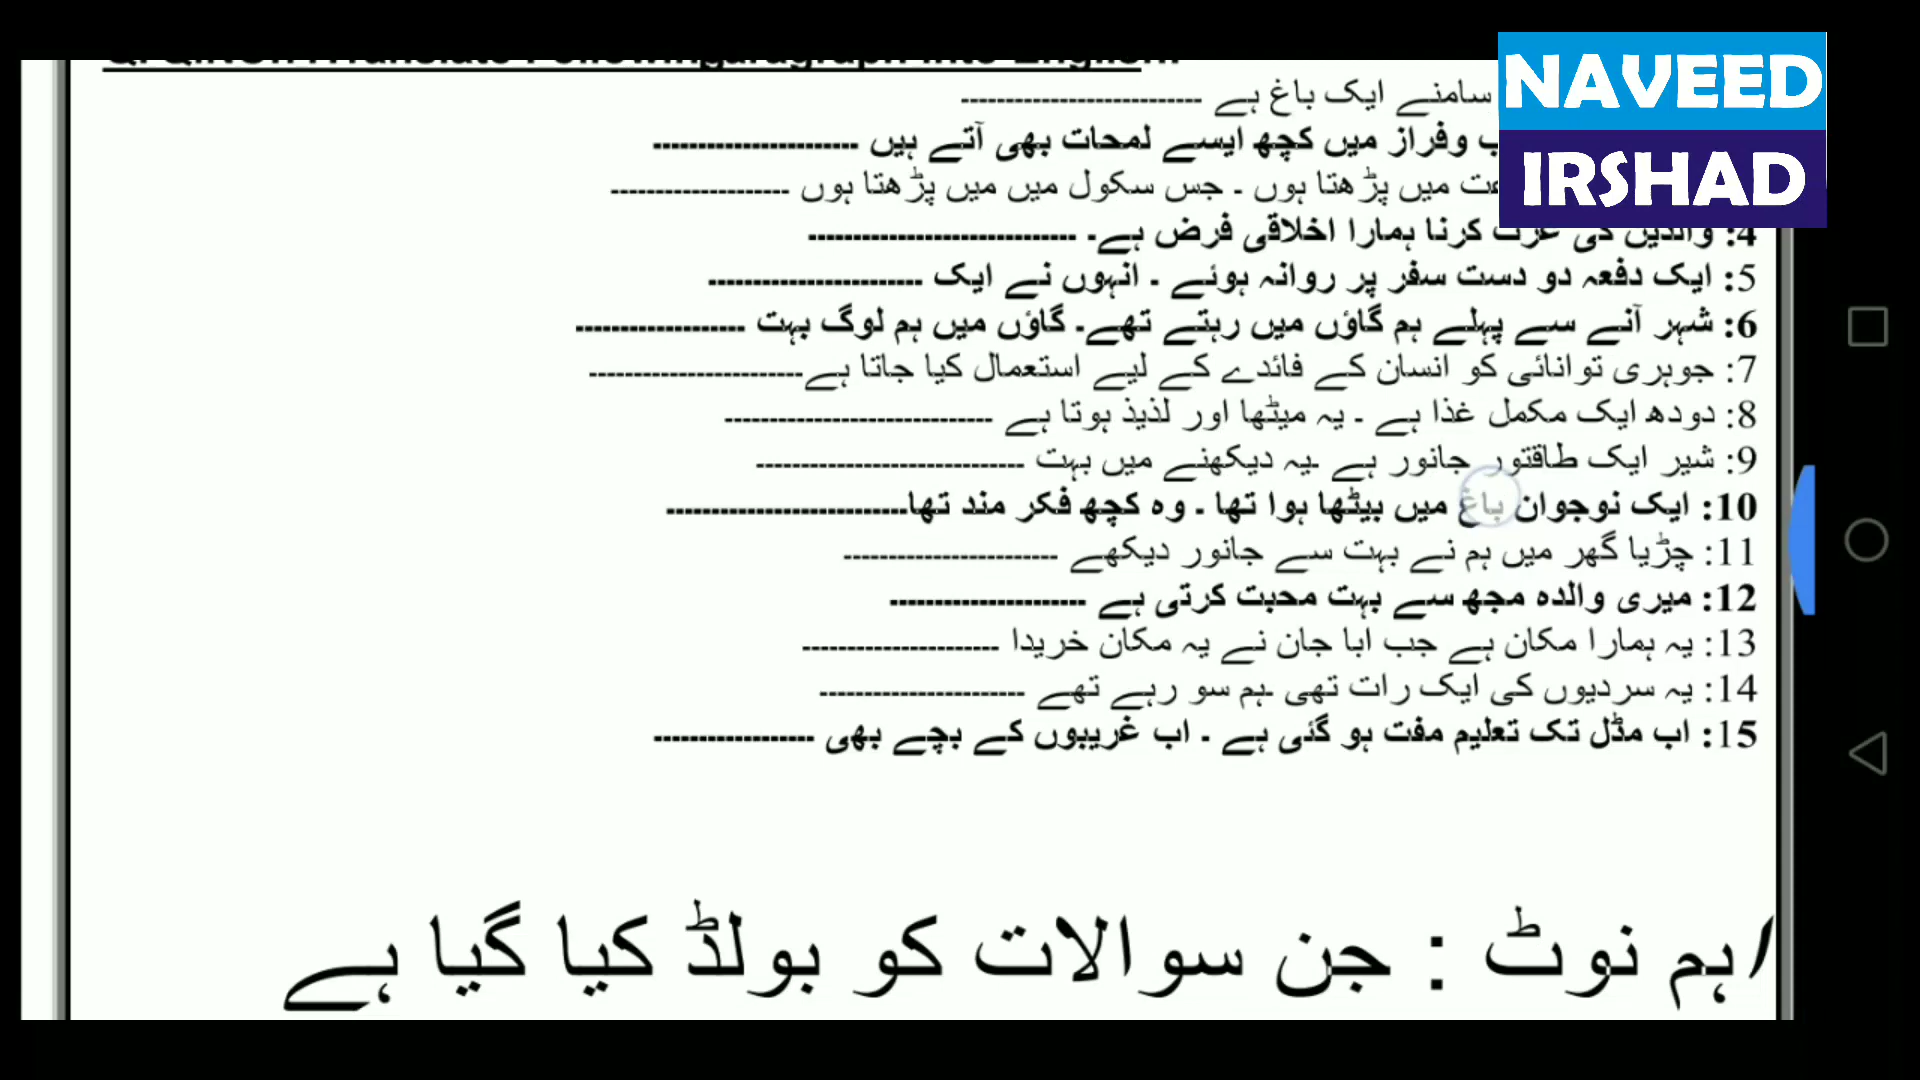 NAVEED
IRSHAD
سامنے ایک باغ ہے ---------------------------
وفراز میں کچھ ایسے لمحات بھی آتے ہیں -----------------------
میں پڑھتا ہوں ۔ جس سکول میں میں پڑھتا ہوں --------------------
4: والدین کی عزت کرنا ہمارا اخلاقی فرض ہے۔ ------------------------------
5: ایک دفعہ دو دست سفر پر روانہ ہوئے ۔ انہوں نے ایک ------------------------
6: شہر آنے سے پہلے ہم گاؤں میں رہتے تھے۔ گاؤں میں ہم لوگ بہت -------------------
7: جوہری توانائی کو انسان کے فائدے کے لیے استعمال کیا جاتا ہے------------------------
8: دودھ ایک مکمل غذا ہے ۔ یہ میٹھا اور لذیذ ہوتا ہے ------------------------------
9: شیر ایک طاقتور جانور ہے ۔یہ دیکھنے میں بہت ------------------------------
10: ایک نوجوان باغ میں بیٹھا ہوا تھا ۔ وہ کچھ فکر مند تھا---------------------------
11: چڑیا گھر میں ہم نے بہت سے جانور دیکھے ------------------------
12: میری والدہ مجھ سے بہت محبت کرتی ہے ----------------------
13: یہ ہمارا مکان ہے جب ابا جان نے یہ مکان خریدا ----------------------
14: یہ سردیوں کی ایک رات تھی ۔ہم سو رہے تھے -----------------------
15: اب مڈل تک تعلیم مفت ہو گئی ہے ۔ اب غریبوں کے بچے بھی ------------------
اہم نوٹ : جن سوالات کو بولڈ کیا گیا ہے